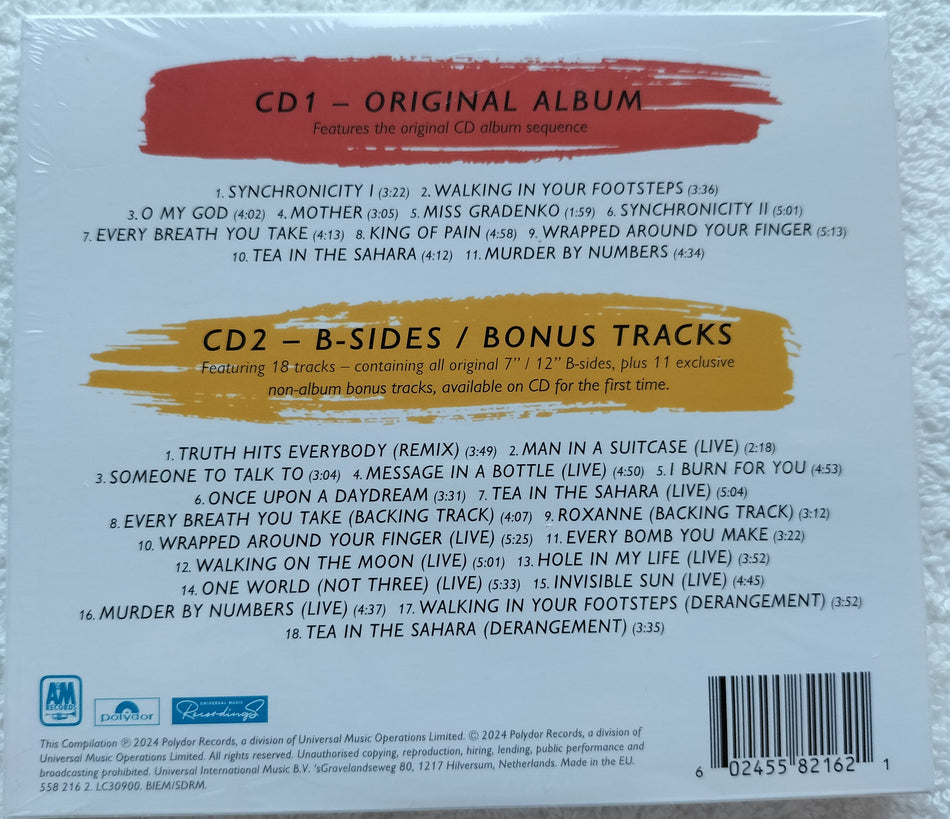 CD1 – ORIGINAL ALBUM
Features the original CD album sequence
1. SYNCHRONICITY I (3:22) 2. WALKING IN YOUR FOOTSTEPS (3:36)
3. O MY GOD (4:02) 4. MOTHER (3:05) 5. MISS GRADENKO (1:59) 6. SYNCHRONICITY II (5:01)
7. EVERY BREATH YOU TAKE (4:13) 8. KING OF PAIN (4:58) 9. WRAPPED AROUND YOUR FINGER (5:13)
10. TEA IN THE SAHARA (4:12) 11. MURDER BY NUMBERS (4:34)
CD2 – B-SIDES / BONUS TRACKS
Featuring 18 tracks – containing all original 7" / 12" B-sides, plus 11 exclusive
non-album bonus tracks, available on CD for the first time.
1. TRUTH HITS EVERYBODY (REMIX) (3:49) 2. MAN IN A SUITCASE (LIVE) (2:18)
3. SOMEONE TO TALK TO (3:04) 4. MESSAGE IN A BOTTLE (LIVE) (4:50) 5. I BURN FOR YOU (4:53)
6. ONCE UPON A DAYDREAM (3:31) 7. TEA IN THE SAHARA (LIVE) (5:04)
8. EVERY BREATH YOU TAKE (BACKING TRACK) (4:07) 9. ROXANNE (BACKING TRACK) (3:12)
10. WRAPPED AROUND YOUR FINGER (LIVE) (5:25) 11. EVERY BOMB YOU MAKE (3:22)
12. WALKING ON THE MOON (LIVE) (5:01) 13. HOLE IN MY LIFE (LIVE) (3:52)
14. ONE WORLD (NOT THREE) (LIVE) (5:33) 15. INVISIBLE SUN (LIVE) (4:45)
16. MURDER BY NUMBERS (LIVE) (4:37) 17. WALKING IN YOUR FOOTSTEPS (DERANGEMENT) (3:52)
18. TEA IN THE SAHARA (DERANGEMENT) (3:35)
A&M
RECORDS
polydor
UNIVERSAL MUSIC
Recordings
This Compilation ℗ 2024 Polydor Records, a division of Universal Music Operations Limited. © 2024 Polydor Records, a division of
Universal Music Operations Limited. All rights reserved. Unauthorised copying, reproduction, hiring, lending, public performance and
broadcasting prohibited. Universal International Music B.V. 'sGravelandseweg 80, 1217 Hilversum, Netherlands. Made in the EU.
558 216 2. LC30900. BIEM/SDRM.
6 02455 82162 1